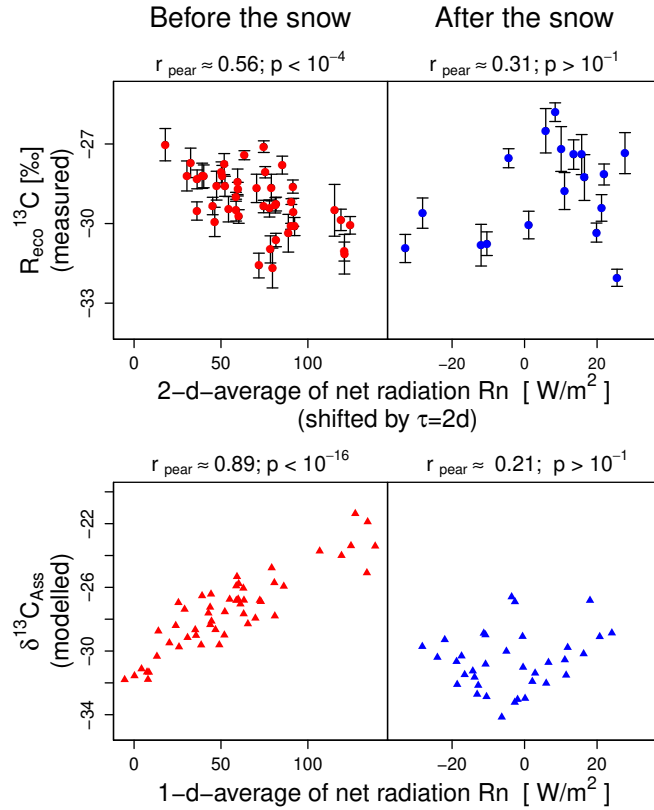 Before the snow
After the snow
r pear ≈ 0.56; p < 10⁻⁴
r pear ≈ 0.31; p > 10⁻¹
R_eco ¹³C [‰]
(measured)
-27
-30
-33
0
50
100
−20
0
20
2−d−average of net radiation Rn [ W/m² ]
(shifted by τ=2d)
r pear ≈ 0.89; p < 10⁻¹⁶
r pear ≈ 0.21; p > 10⁻¹
δ¹³C_Ass
(modelled)
-22
-26
-30
-34
0
50
100
−20
0
20
1−d−average of net radiation Rn [ W/m² ]